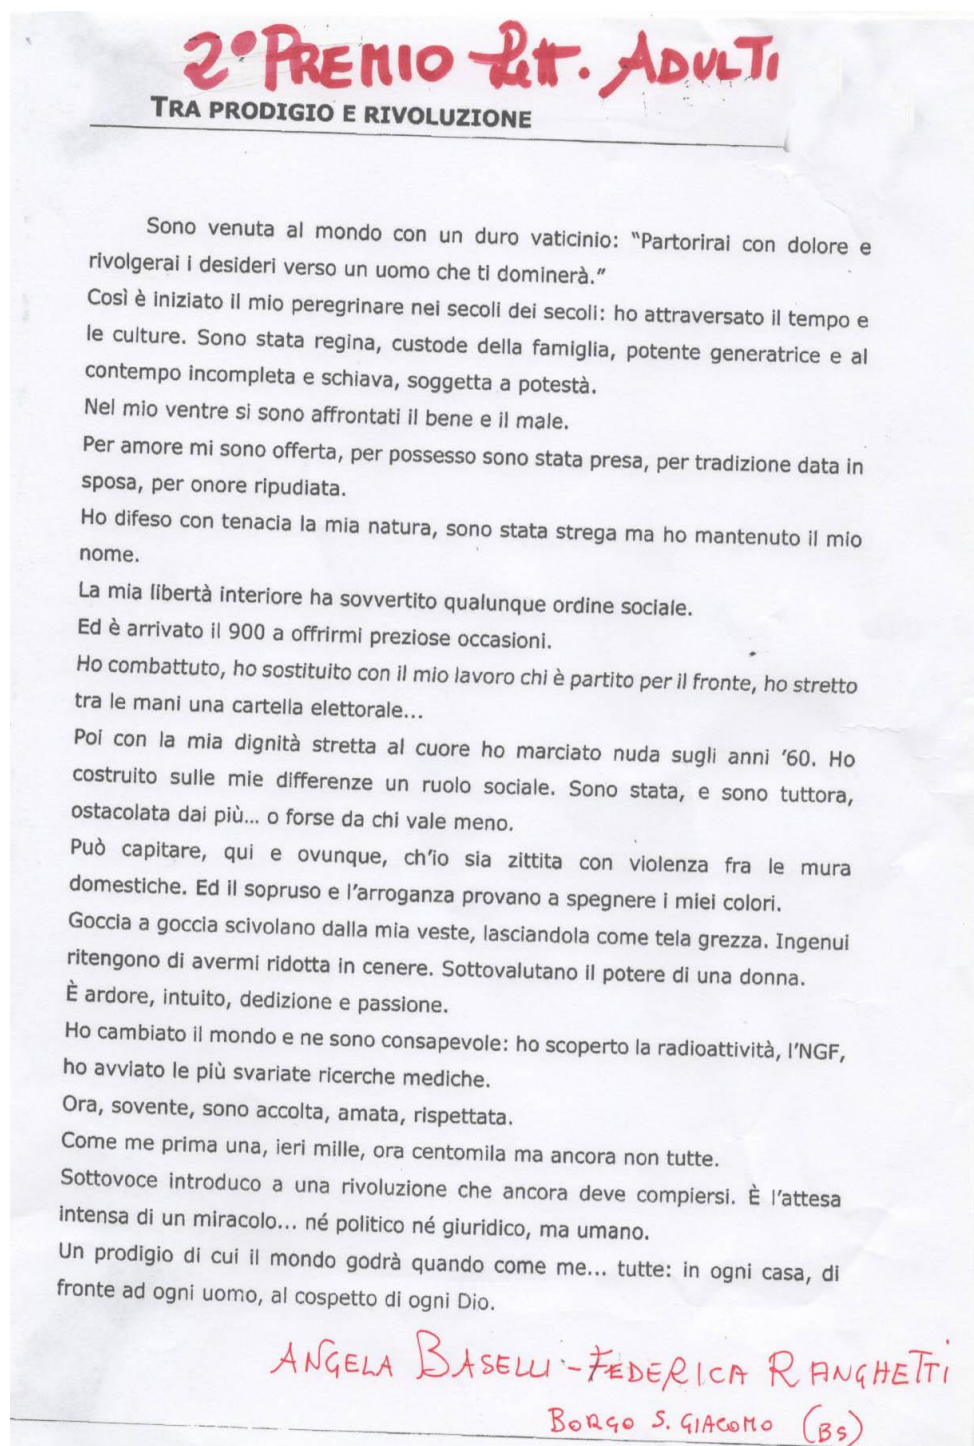 2° PREMIO Lett. ADULTI
TRA PRODIGIO E RIVOLUZIONE
Sono venuta al mondo con un duro vaticinio: "Partorirai con dolore e
rivolgerai i desideri verso un uomo che ti dominerà."
Così è iniziato il mio peregrinare nei secoli dei secoli: ho attraversato il tempo e
le culture. Sono stata regina, custode della famiglia, potente generatrice e al
contempo incompleta e schiava, soggetta a potestà.
Nel mio ventre si sono affrontati il bene e il male.
Per amore mi sono offerta, per possesso sono stata presa, per tradizione data in
sposa, per onore ripudiata.
Ho difeso con tenacia la mia natura, sono stata strega ma ho mantenuto il mio
nome.
La mia libertà interiore ha sovvertito qualunque ordine sociale.
Ed è arrivato il 900 a offrirmi preziose occasioni.
Ho combattuto, ho sostituito con il mio lavoro chi è partito per il fronte, ho stretto
tra le mani una cartella elettorale...
Poi con la mia dignità stretta al cuore ho marciato nuda sugli anni '60. Ho
costruito sulle mie differenze un ruolo sociale. Sono stata, e sono tuttora,
ostacolata dai più... o forse da chi vale meno.
Può capitare, qui e ovunque, ch'io sia zittita con violenza fra le mura
domestiche. Ed il sopruso e l'arroganza provano a spegnere i miei colori.
Goccia a goccia scivolano dalla mia veste, lasciandola come tela grezza. Ingenui
ritengono di avermi ridotta in cenere. Sottovalutano il potere di una donna.
È ardore, intuito, dedizione e passione.
Ho cambiato il mondo e ne sono consapevole: ho scoperto la radioattività, l'NGF,
ho avviato le più svariate ricerche mediche.
Ora, sovente, sono accolta, amata, rispettata.
Come me prima una, ieri mille, ora centomila ma ancora non tutte.
Sottovoce introduco a una rivoluzione che ancora deve compiersi. È l'attesa
intensa di un miracolo... né politico né giuridico, ma umano.
Un prodigio di cui il mondo godrà quando come me... tutte: in ogni casa, di
fronte ad ogni uomo, al cospetto di ogni Dio.
ANGELA BASELLI - FEDERICA RANGHETTI
BORGO S. GIACOMO (BS)